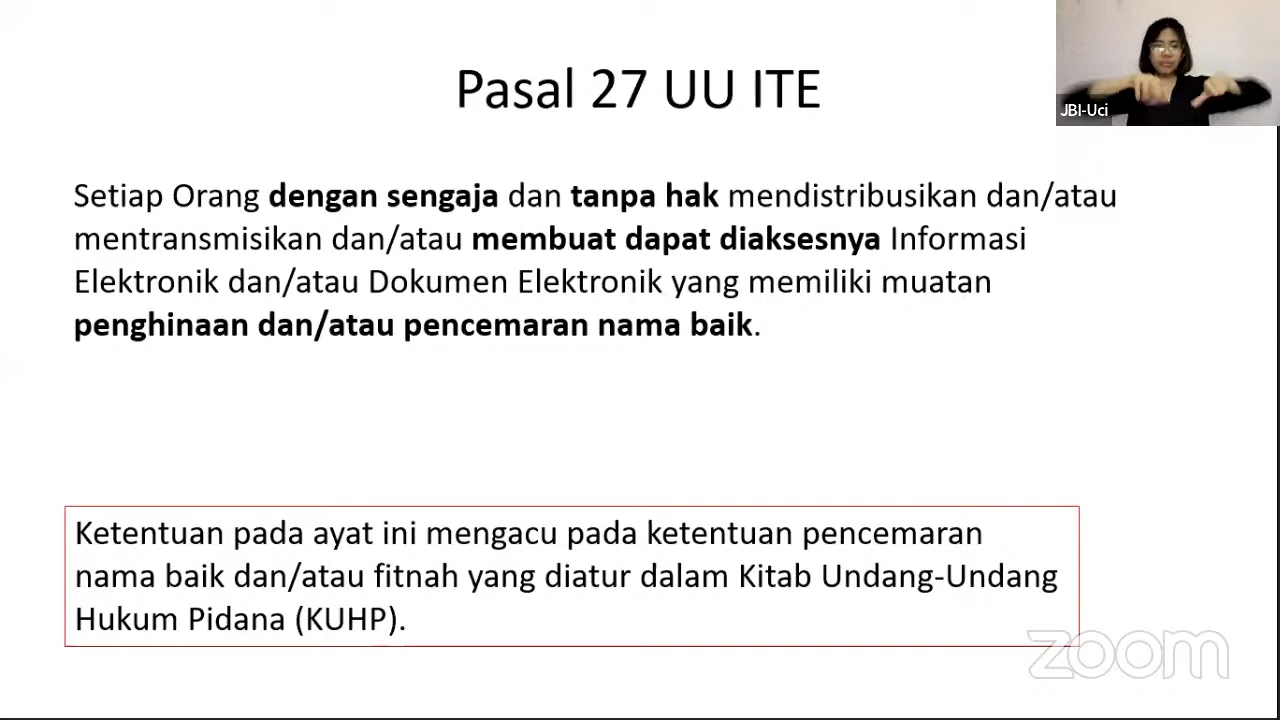 Pasal 27 UU ITE
JBI-Uci
Setiap Orang dengan sengaja dan tanpa hak mendistribusikan dan/atau
mentransmisikan dan/atau membuat dapat diaksesnya Informasi
Elektronik dan/atau Dokumen Elektronik yang memiliki muatan
penghinaan dan/atau pencemaran nama baik.
Ketentuan pada ayat ini mengacu pada ketentuan pencemaran
nama baik dan/atau fitnah yang diatur dalam Kitab Undang-Undang
Hukum Pidana (KUHP).
zoom